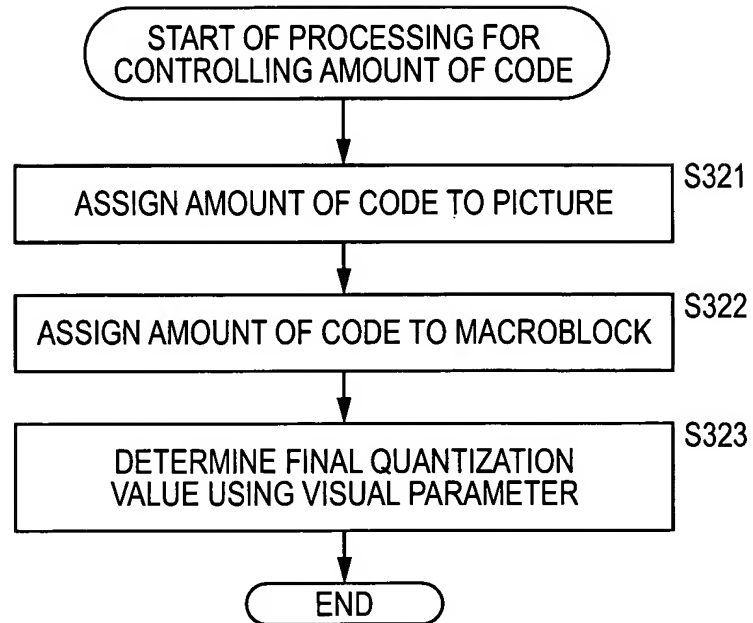 START OF PROCESSING FOR
CONTROLLING AMOUNT OF CODE
S321
ASSIGN AMOUNT OF CODE TO PICTURE
S322
ASSIGN AMOUNT OF CODE TO MACROBLOCK
S323
DETERMINE FINAL QUANTIZATION
VALUE USING VISUAL PARAMETER
END